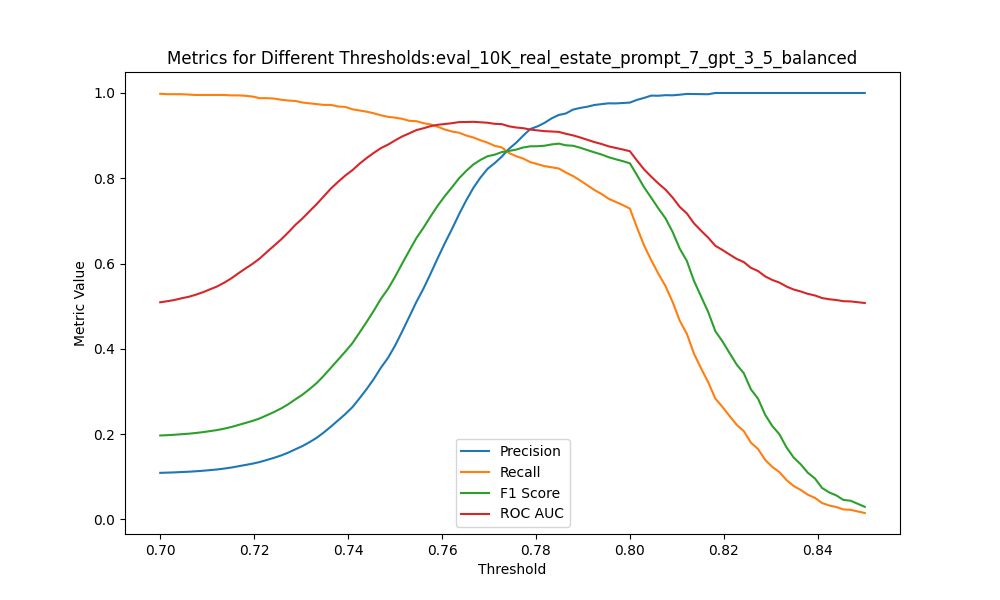 Metrics for Different Thresholds:eval_10K_real_estate_prompt_7_gpt_3_5_balanced
1.0
0.8
0.6
0.4
0.2
0.0
Metric Value
Precision
Recall
F1 Score
ROC AUC
0.70 0.72 0.74 0.76 0.78 0.80 0.82 0.84
Threshold